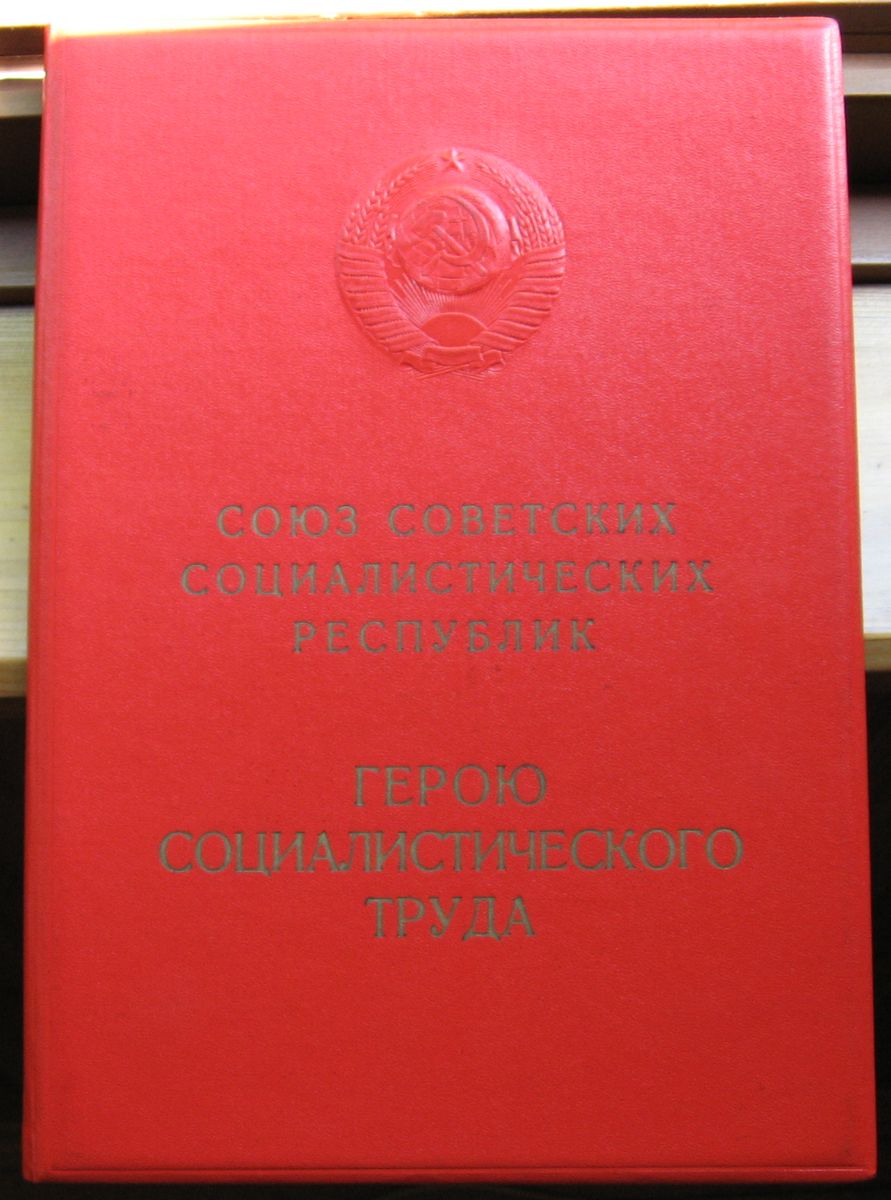 СОЮЗ СОВЕТСКИХ
СОЦИАЛИСТИЧЕСКИХ
РЕСПУБЛИК
ГЕРОЮ
СОЦИАЛИСТИЧЕСКОГО
ТРУДА